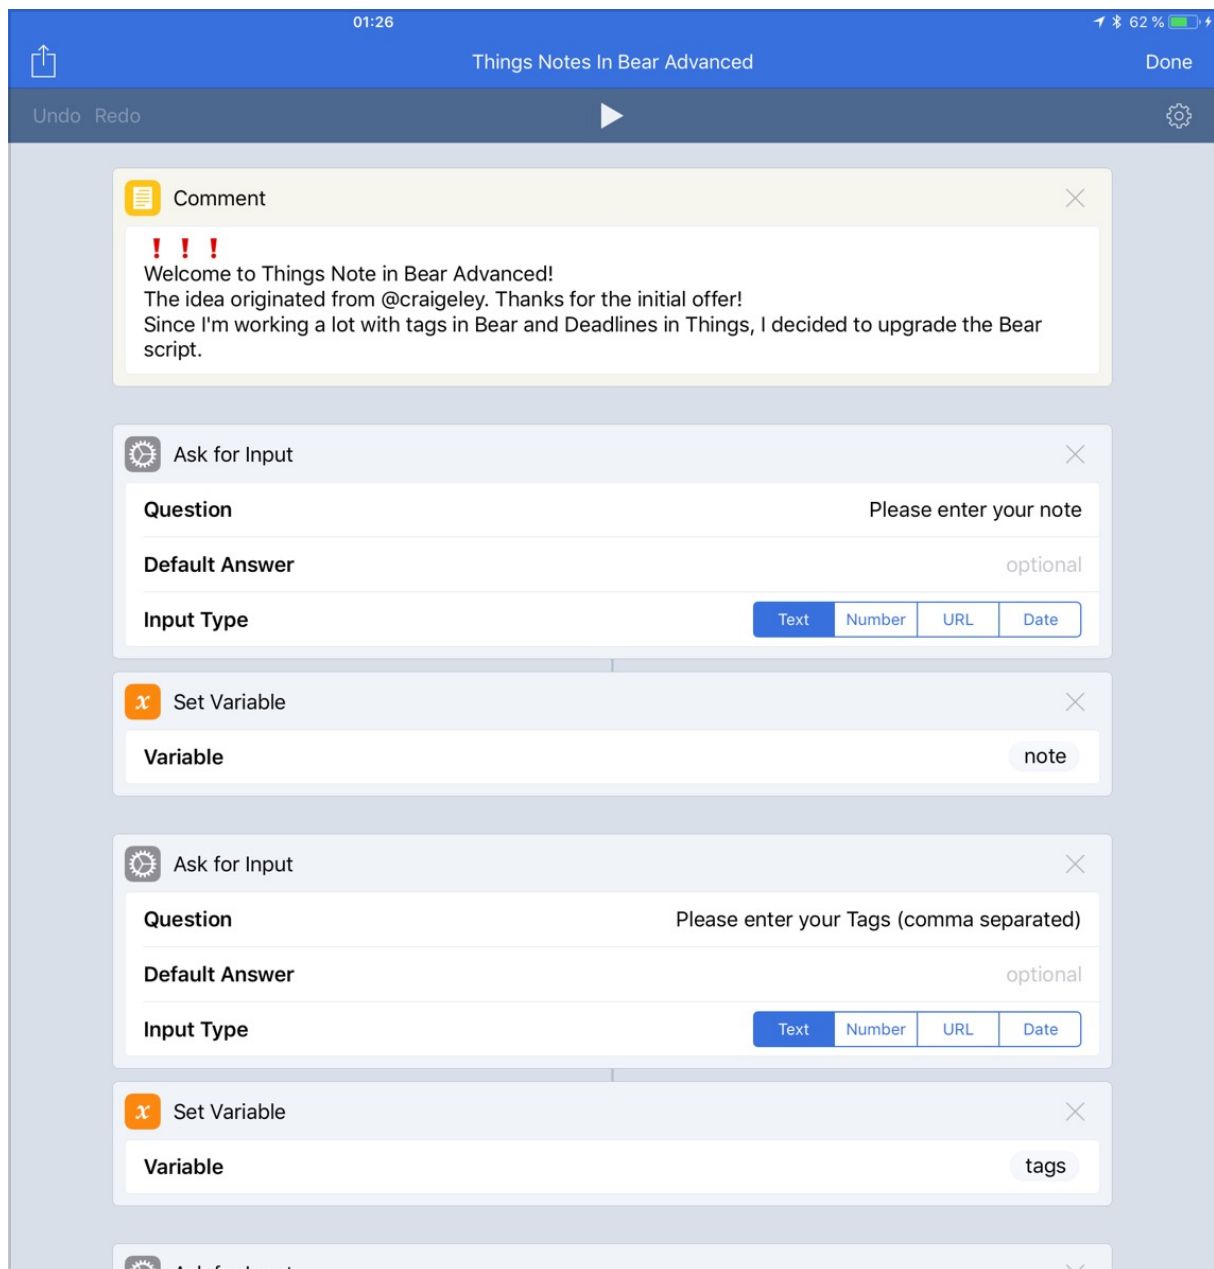 01:26
62 %
Things Notes In Bear Advanced
Done
Undo Redo
Comment
❗❗❗
Welcome to Things Note in Bear Advanced!
The idea originated from @craigeley. Thanks for the initial offer!
Since I'm working a lot with tags in Bear and Deadlines in Things, I decided to upgrade the Bear
script.
Ask for Input
Question
Please enter your note
Default Answer
optional
Input Type
Text Number URL Date
Set Variable
Variable
note
Ask for Input
Question
Please enter your Tags (comma separated)
Default Answer
optional
Input Type
Text Number URL Date
Set Variable
Variable
tags
Ask for Input